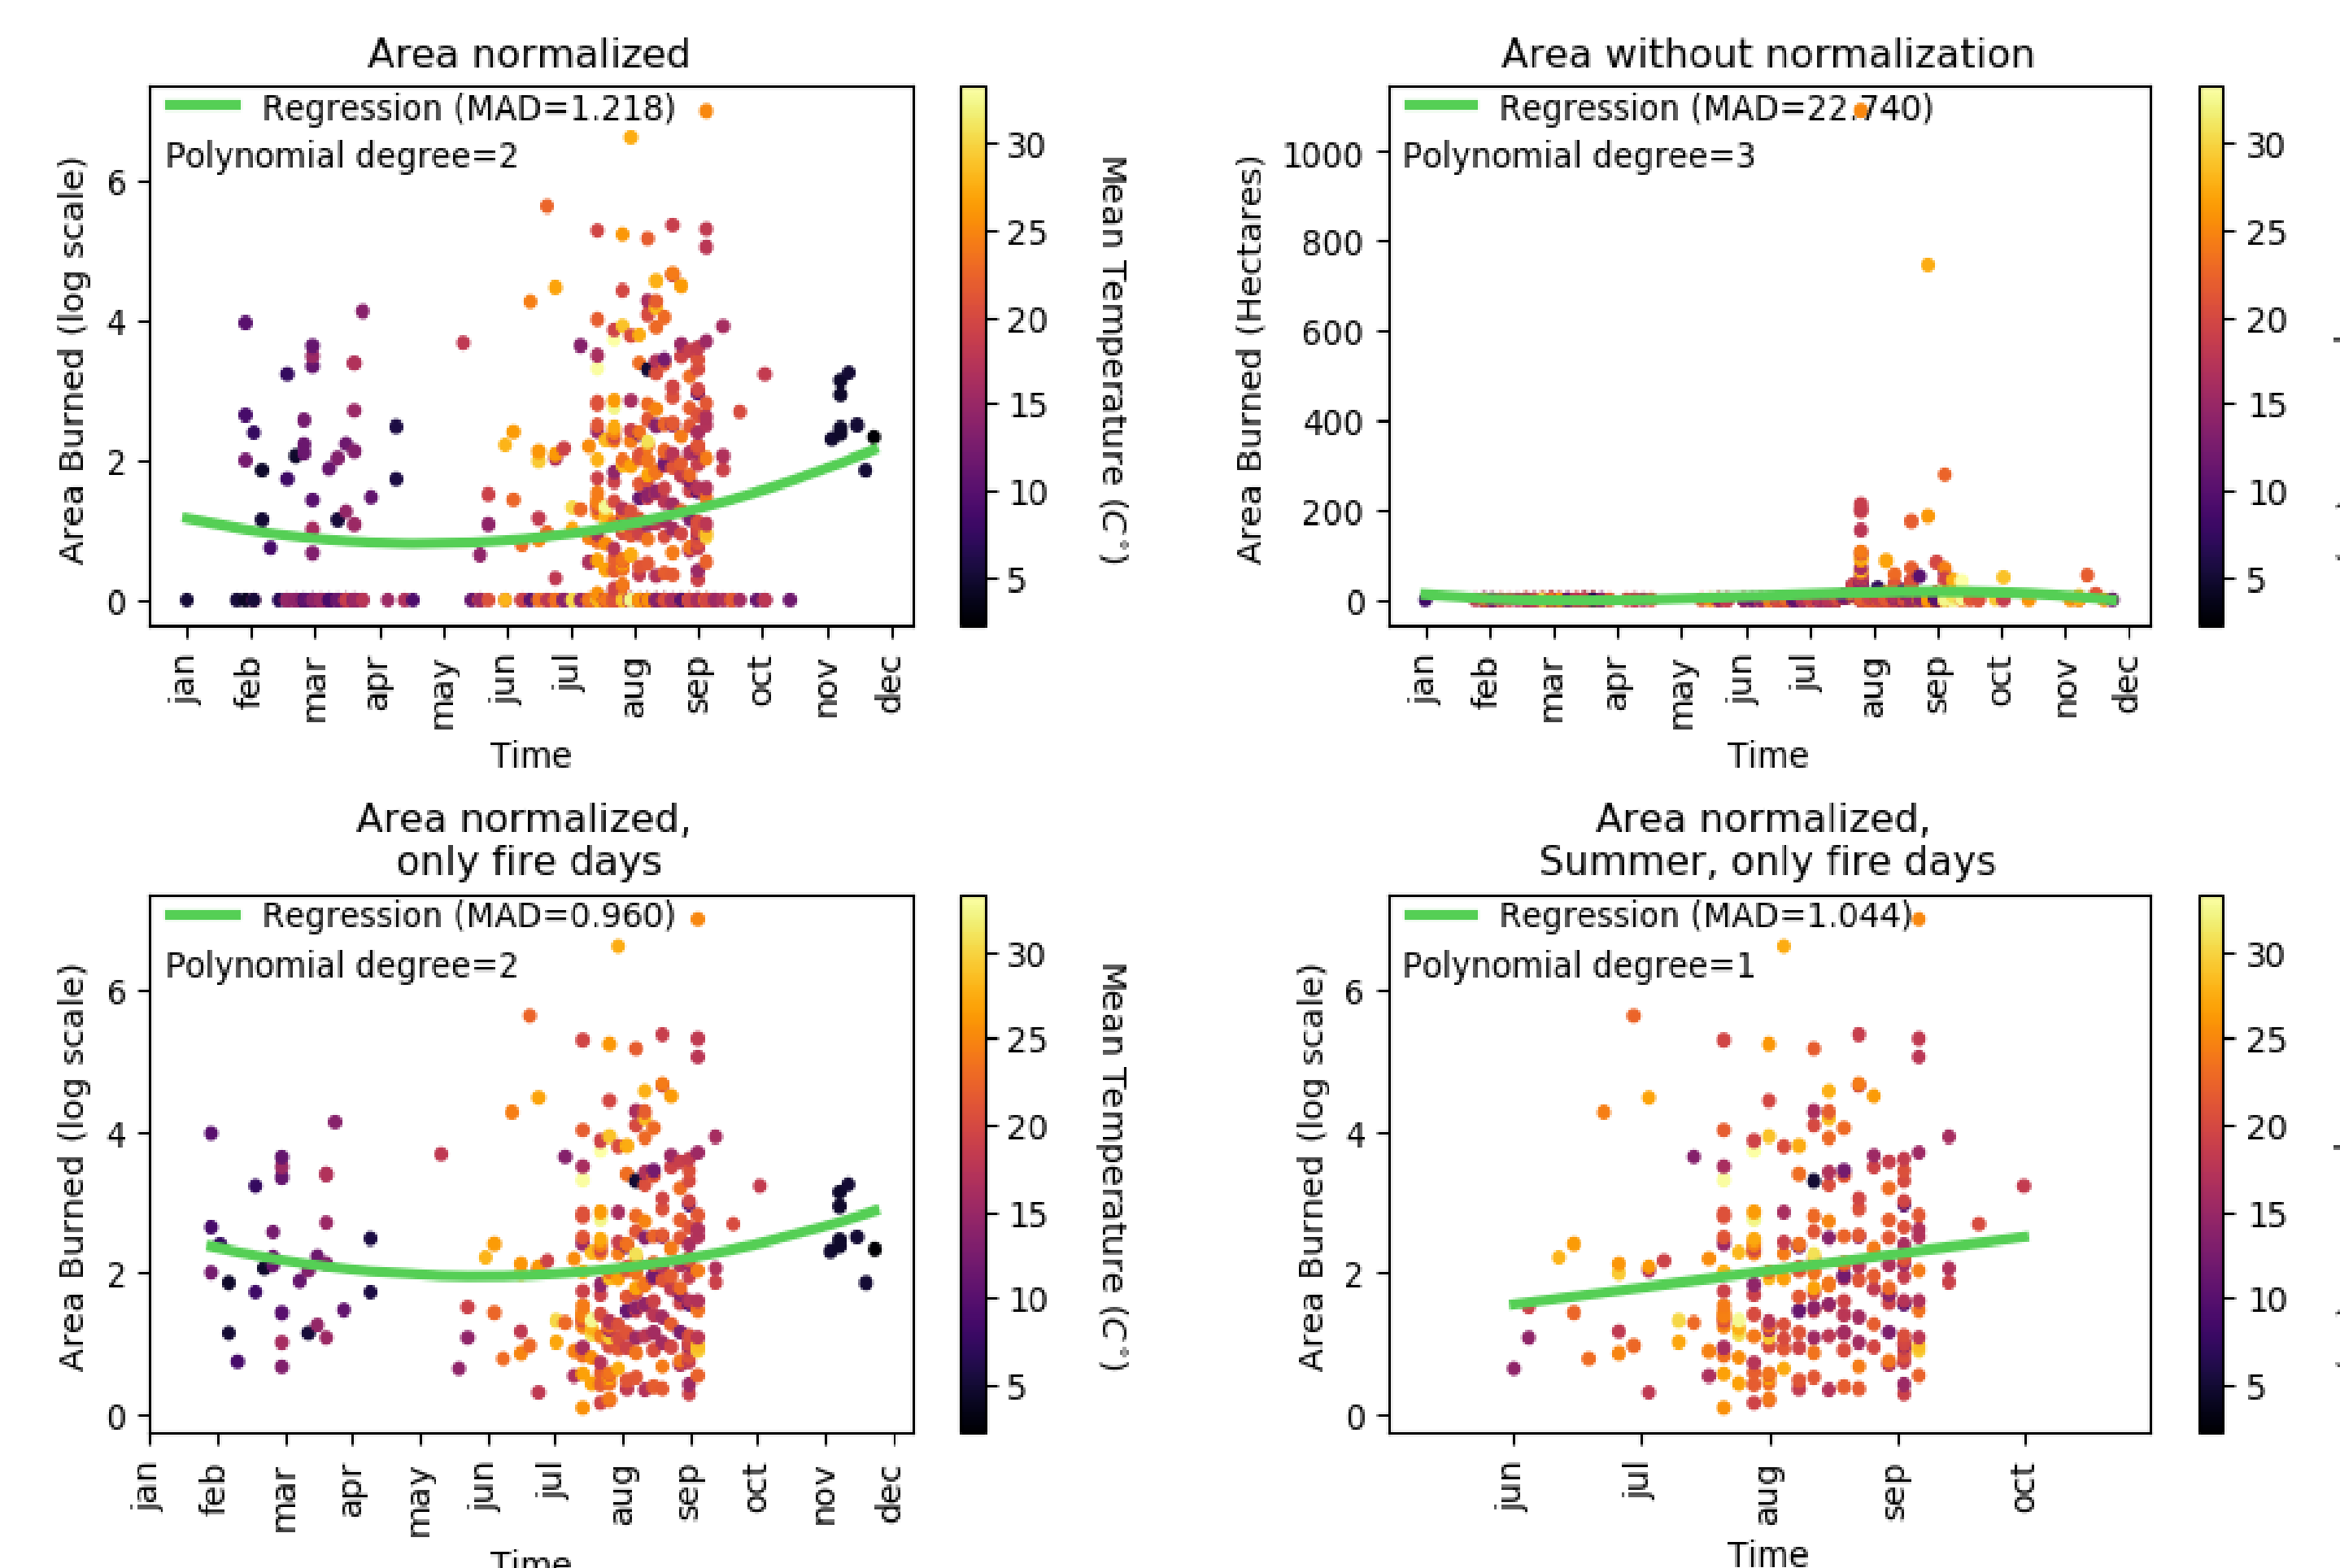 Area normalized
Regression (MAD=1.218)
Polynomial degree=2
Area Burned (log scale)
6
4
2
0
jan
feb
mar
apr
may
jun
jul
aug
sep
oct
nov
dec
Time
30
25
20
15
10
5
Mean Temperature (C°)
Area without normalization
Regression (MAD=22.740)
Polynomial degree=3
Area Burned (Hectares)
1000
800
600
400
200
0
jan
feb
mar
apr
may
jun
jul
aug
sep
oct
nov
dec
Time
30
25
20
15
10
5
Area normalized,
only fire days
Regression (MAD=0.960)
Polynomial degree=2
Area Burned (log scale)
6
4
2
0
jan
feb
mar
apr
may
jun
jul
aug
sep
oct
nov
dec
Time
30
25
20
15
10
5
Mean Temperature (C°)
Area normalized,
Summer, only fire days
Regression (MAD=1.044)
Polynomial degree=1
Area Burned (log scale)
6
4
2
0
jun
jul
aug
sep
oct
Time
30
25
20
15
10
5